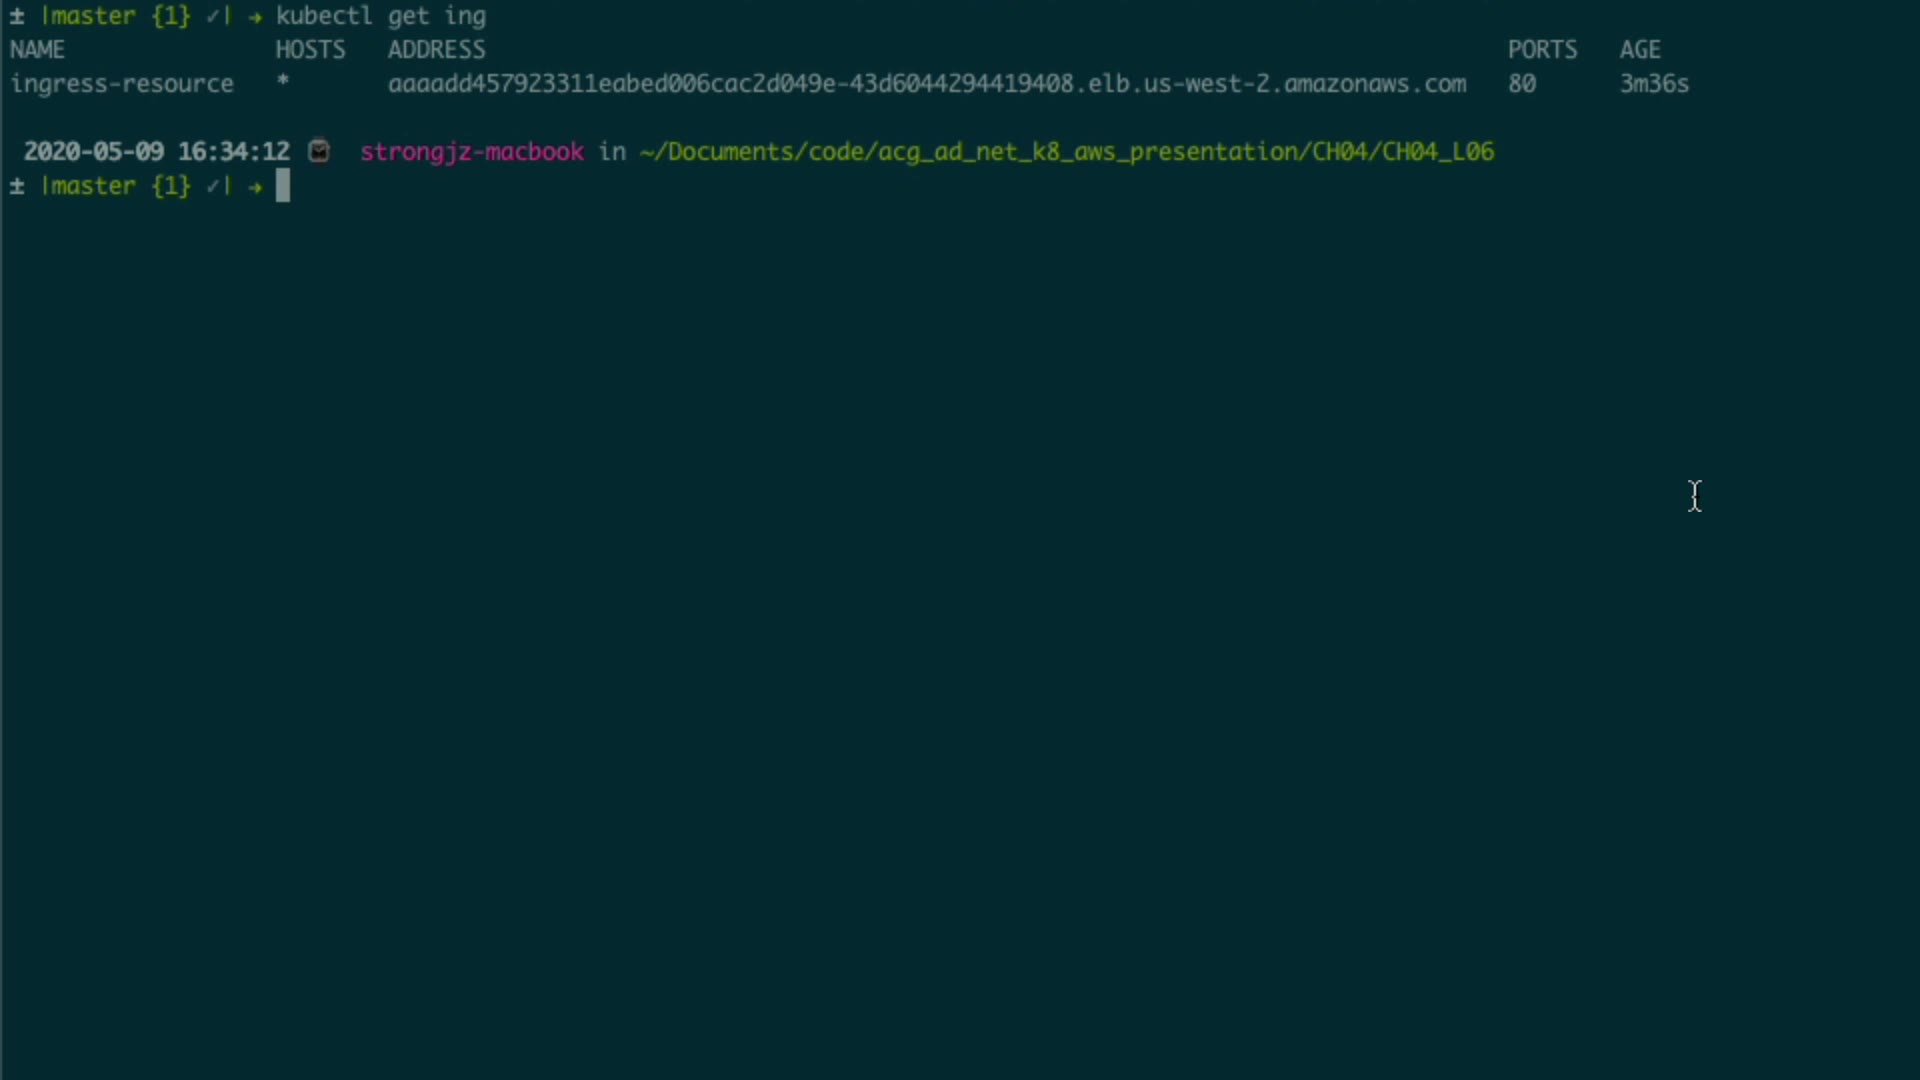 ± |master {1} ✓| → kubectl get ing
NAME HOSTS ADDRESS PORTS AGE
ingress-resource * aaaadd457923311eabed006cac2d049e-43d6044294419408.elb.us-west-2.amazonaws.com 80 3m36s
2020-05-09 16:34:12 strongjz-macbook in ~/Documents/code/acg_ad_net_k8_aws_presentation/CH04/CH04_L06
± |master {1} ✓| →